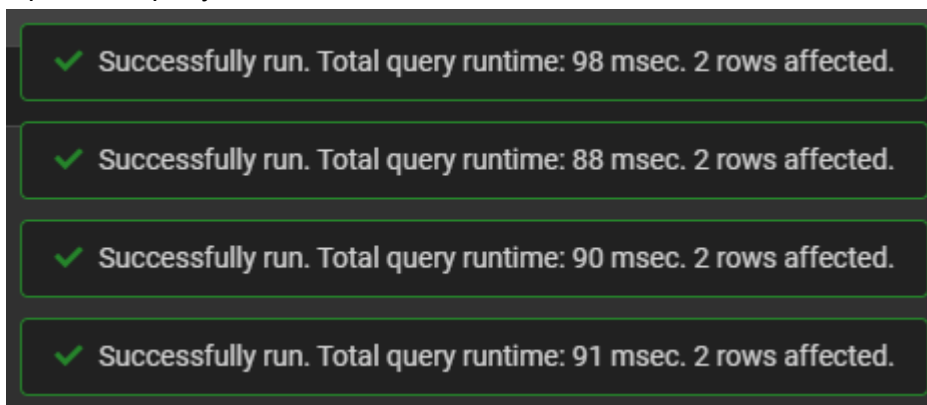 Successfully run. Total query runtime: 98 msec. 2 rows affected.
Successfully run. Total query runtime: 88 msec. 2 rows affected.
Successfully run. Total query runtime: 90 msec. 2 rows affected.
Successfully run. Total query runtime: 91 msec. 2 rows affected.